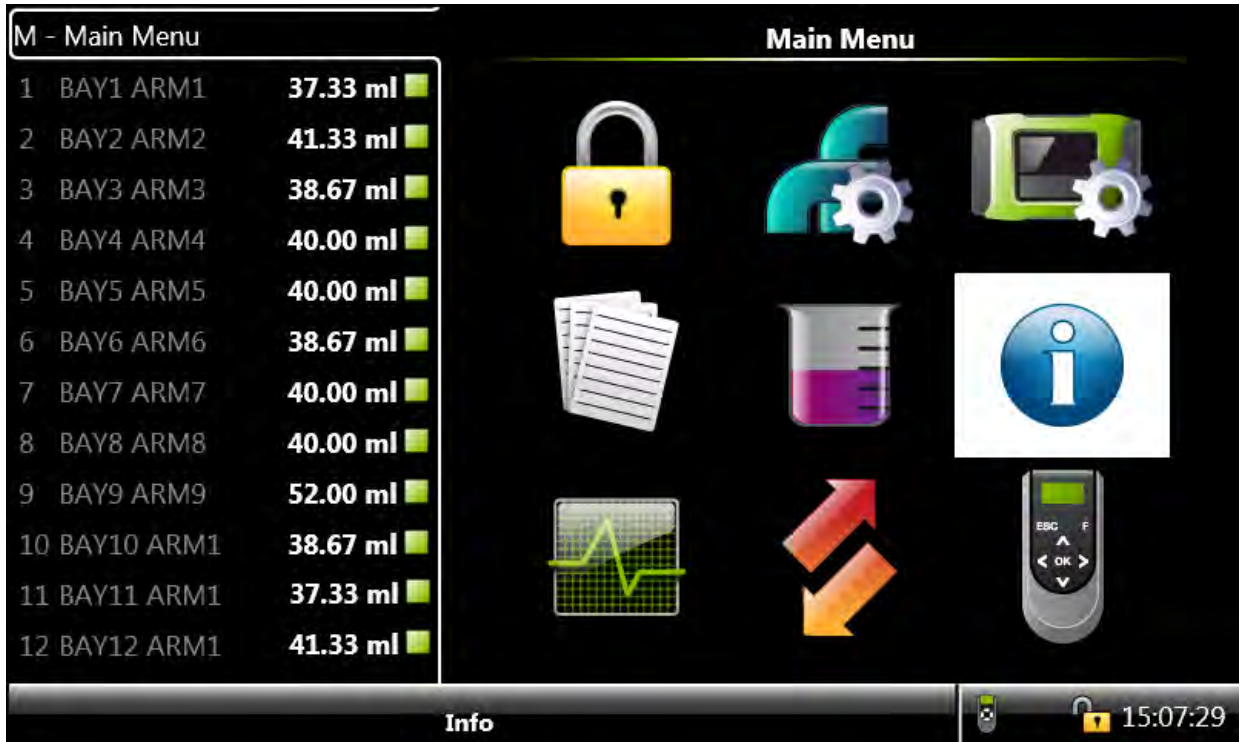 M - Main Menu
Main Menu
1 BAY1 ARM1 37.33 ml
2 BAY2 ARM2 41.33 ml
3 BAY3 ARM3 38.67 ml
4 BAY4 ARM4 40.00 ml
5 BAY5 ARM5 40.00 ml
6 BAY6 ARM6 38.67 ml
7 BAY7 ARM7 40.00 ml
8 BAY8 ARM8 40.00 ml
9 BAY9 ARM9 52.00 ml
10 BAY10 ARM1 38.67 ml
11 BAY11 ARM1 37.33 ml
12 BAY12 ARM1 41.33 ml
ESC F
OK
Info
15:07:29